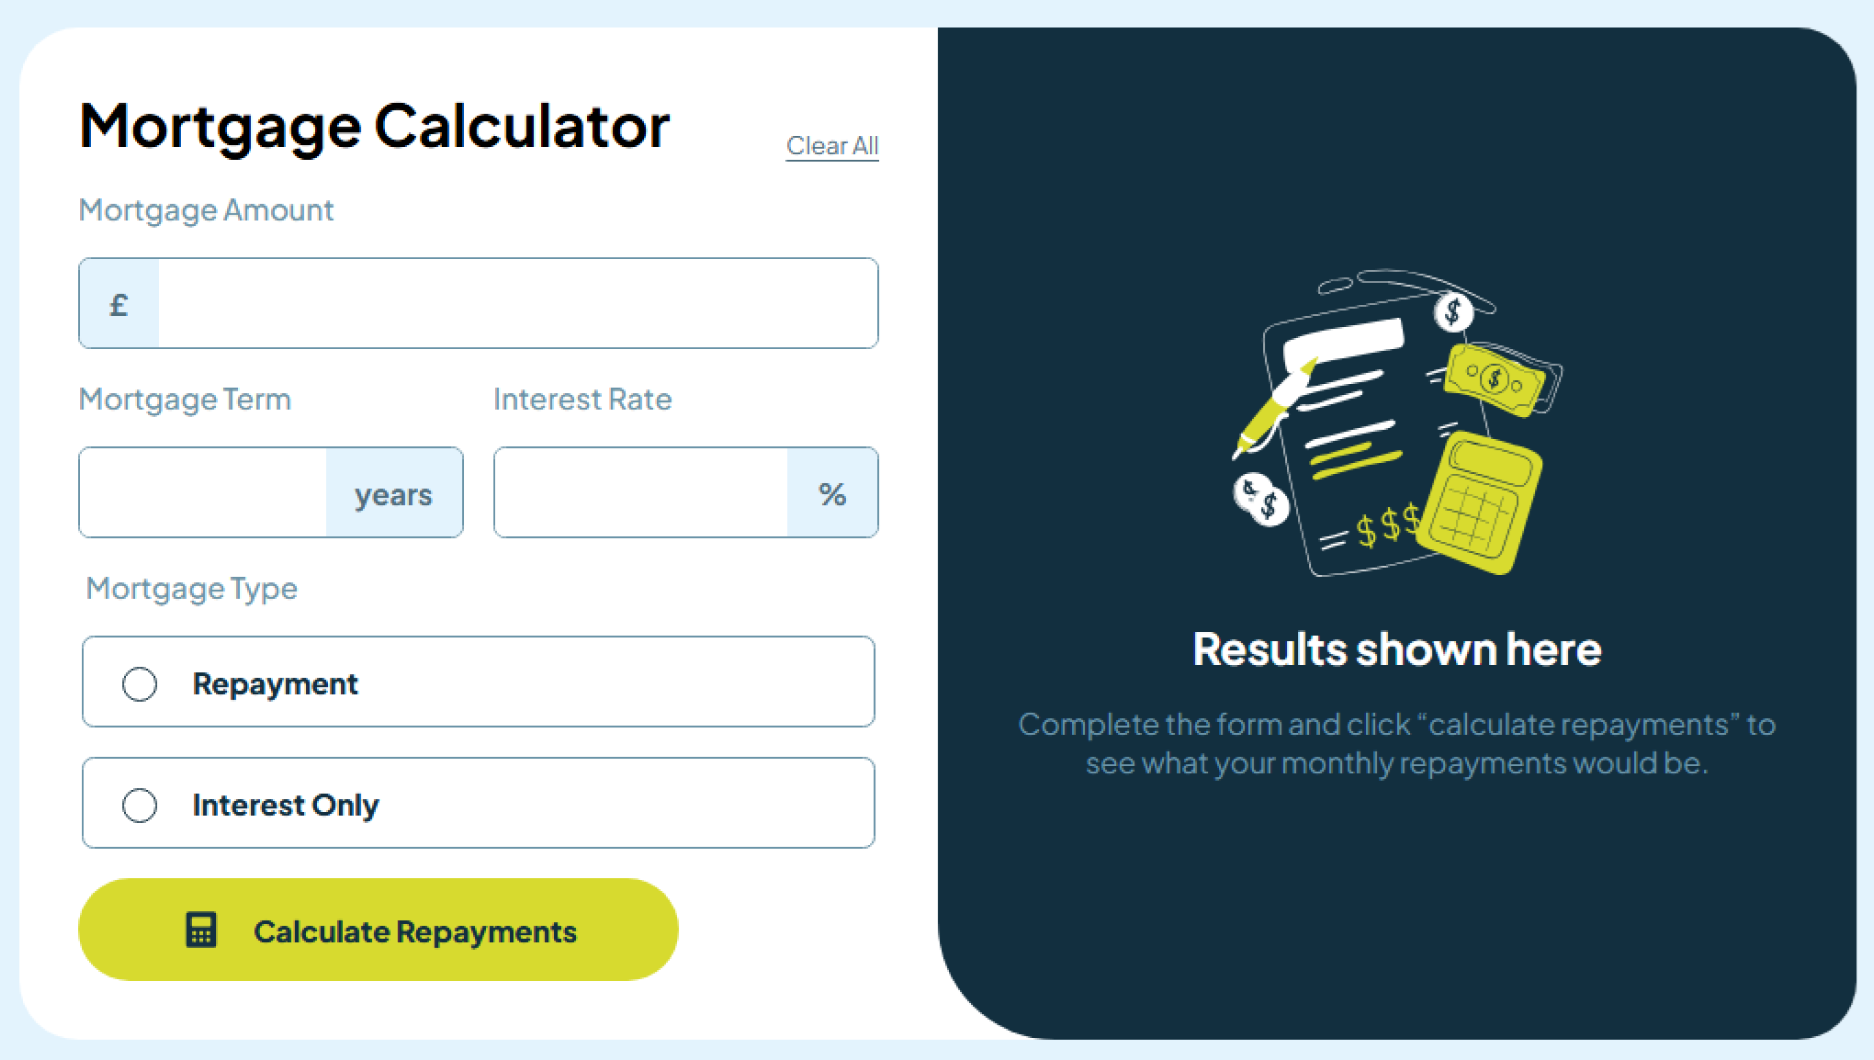 Mortgage Calculator
Clear All
Mortgage Amount
£
Mortgage Term
Interest Rate
years
%
Mortgage Type
Repayment
Interest Only
Calculate Repayments
$
$
$
$
= $$$
Results shown here
Complete the form and click “calculate repayments” to
see what your monthly repayments would be.